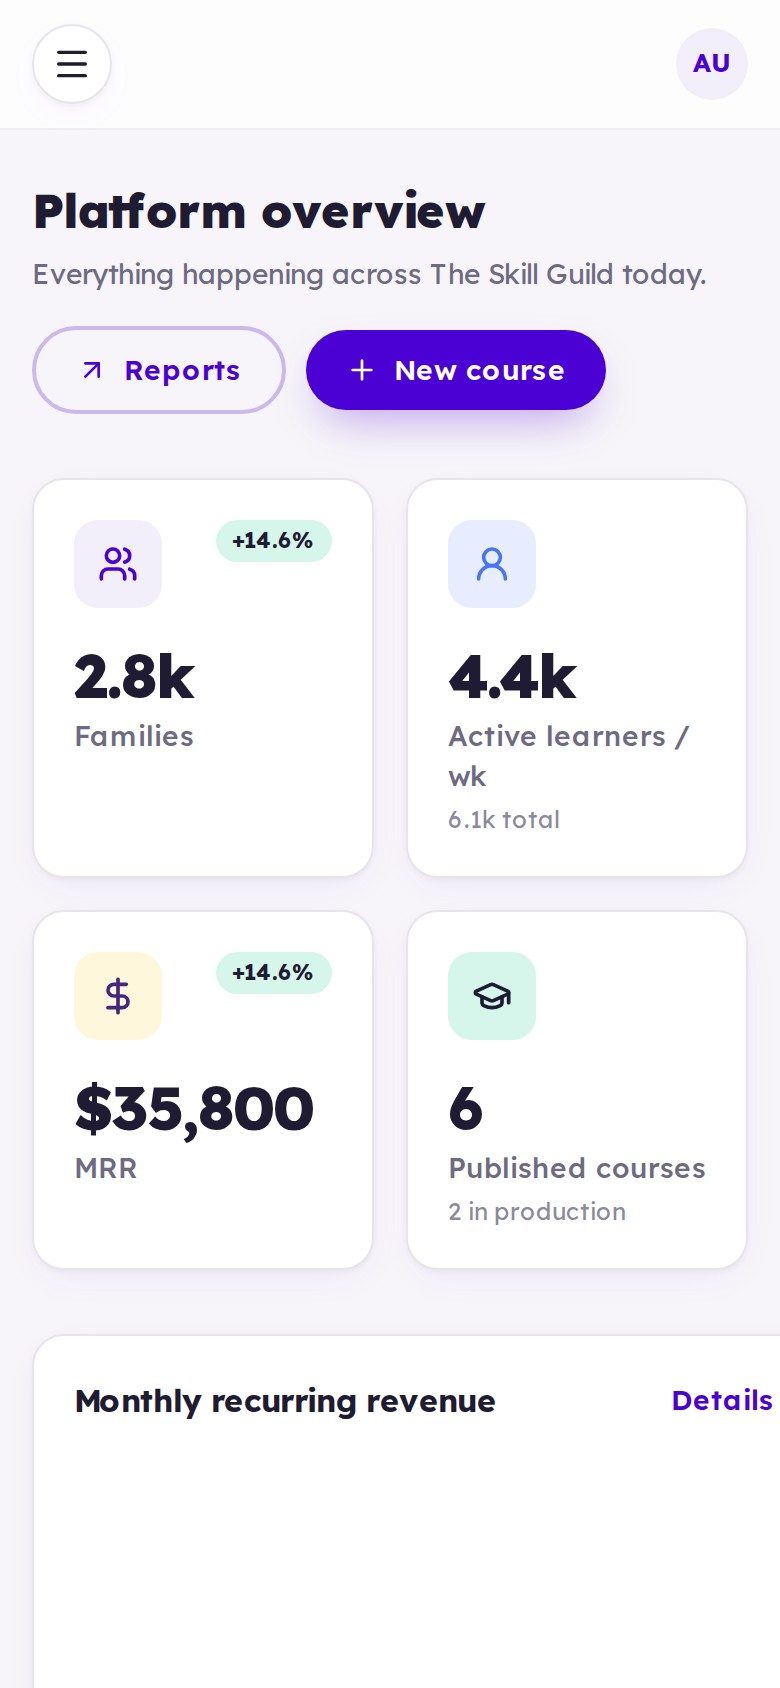 AU
Platform overview
Everything happening across The Skill Guild today.
Reports
New course
+14.6%
2.8k
Families
4.4k
Active learners /
wk
6.1k total
+14.6%
$35,800
MRR
6
Published courses
2 in production
Monthly recurring revenue
Details